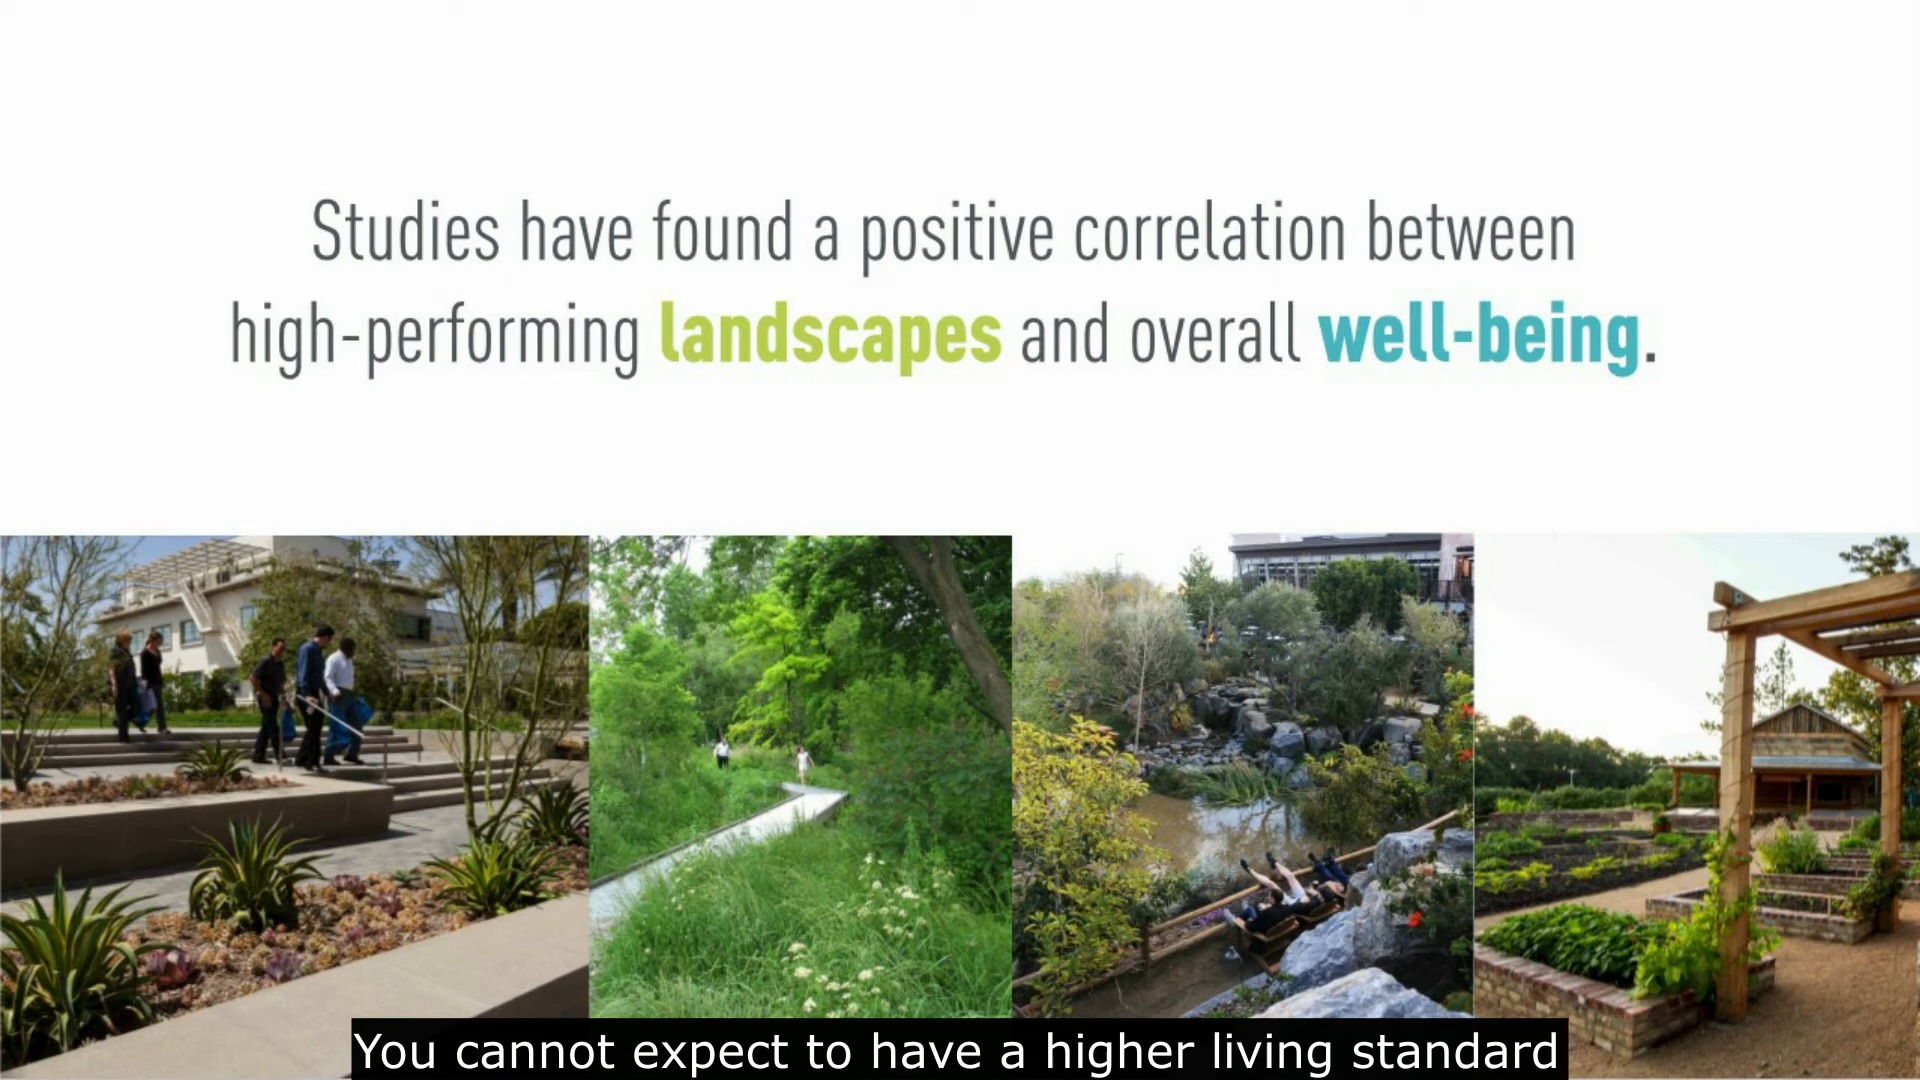 Studies have found a positive correlation between
high-performing landscapes and overall well-being.
You cannot expect to have a higher living standard